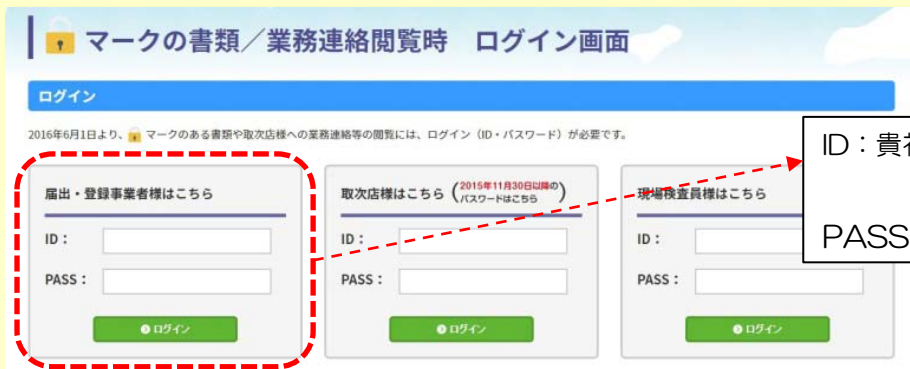 マークの書類／業務連絡閲覧時 ログイン画面
ログイン
2016年6月1日より、 マークのある書類や取次店様への業務連絡等の閲覧には、ログイン（ID・パスワード）が必要です。
届出・登録事業者様はこちら
ID：
PASS：
ログイン
取次店様はこちら（2015年11月30日以降の
パスワードはこちら）
ID：
PASS：
ログイン
現場検査員様はこちら
ID：
PASS：
ログイン
ID：貴
PASS